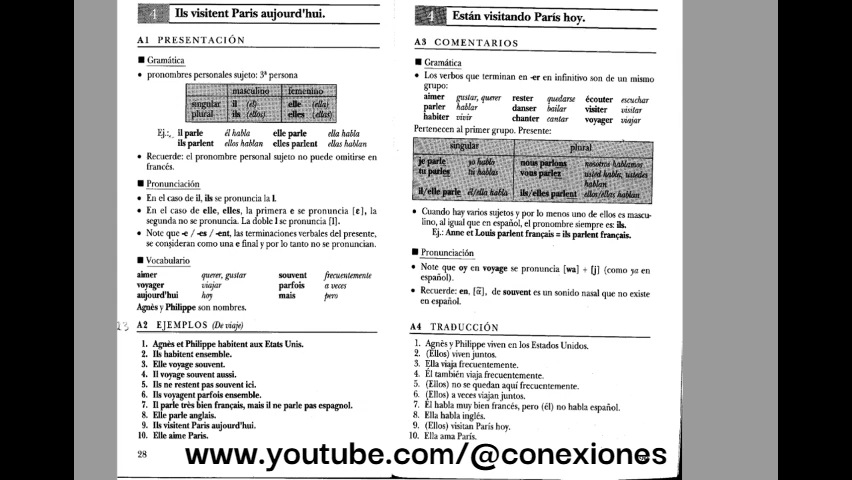 4 Ils visitent Paris aujourd'hui.
A1 PRESENTACIÓN
■ Gramática
• pronombres personales sujeto: 3ª persona
masculino femenino
singular il (él) elle (ella)
plural ils (ellos) elles (ellas)
Ej.: il parle él habla elle parle ella habla
ils parlent ellos hablan elles parlent ellas hablan
• Recuerde: el pronombre personal sujeto no puede omitirse en
francés.
■ Pronunciación
• En el caso de il, ils se pronuncia la l.
• En el caso de elle, elles, la primera e se pronuncia [ɛ], la
segunda no se pronuncia. La doble l se pronuncia [l].
• Note que -e / -es / -ent, las terminaciones verbales del presente,
se consideran como una e final y por lo tanto no se pronuncian.
■ Vocabulario
aimer querer, gustar souvent frecuentemente
voyager viajar parfois a veces
aujourd'hui hoy mais pero
Agnès y Philippe son nombres.
A2 EJEMPLOS (De viaje)
1. Agnès et Philippe habitent aux Etats Unis.
2. Ils habitent ensemble.
3. Elle voyage souvent.
4. Il voyage souvent aussi.
5. Ils ne restent pas souvent ici.
6. Ils voyagent parfois ensemble.
7. Il parle très bien français, mais il ne parle pas espagnol.
8. Elle parle anglais.
9. Ils visitent Paris aujourd'hui.
10. Elle aime Paris.
28
4 Están visitando París hoy.
A3 COMENTARIOS
■ Gramática
• Los verbos que terminan en -er en infinitivo son de un mismo
grupo:
aimer gustar, querer rester quedarse écouter escuchar
parler hablar danser bailar visiter visitar
habiter vivir chanter cantar voyager viajar
Pertenecen al primer grupo. Presente:
singular plural
je parle yo habla nous parlons nosotros hablamos
tu parles tú hablas vous parlez usted habla, ustedes
hablan
il/elle parle él/ella habla ils/elles parlent ellos/ellas hablan
• Cuando hay varios sujetos y por lo menos uno de ellos es mascu-
lino, al igual que en español, el pronombre siempre es: ils.
Ej.: Anne et Louis parlent français = ils parlent français.
■ Pronunciación
• Note que oy en voyage se pronuncia [wa] + [j] (como ya en
español).
• Recuerde: en, [ɑ̃], de souvent es un sonido nasal que no existe
en español.
A4 TRADUCCIÓN
1. Agnès y Philippe viven en los Estados Unidos.
2. (Ellos) viven juntos.
3. Ella viaja frecuentemente.
4. Él también viaja frecuentemente.
5. (Ellos) no se quedan aquí frecuentemente.
6. (Ellos) a veces viajan juntos.
7. Él habla muy bien francés, pero (él) no habla español.
8. Ella habla inglés.
9. (Ellos) visitan París hoy.
10. Ella ama París.
www.youtube.com/@conexiones